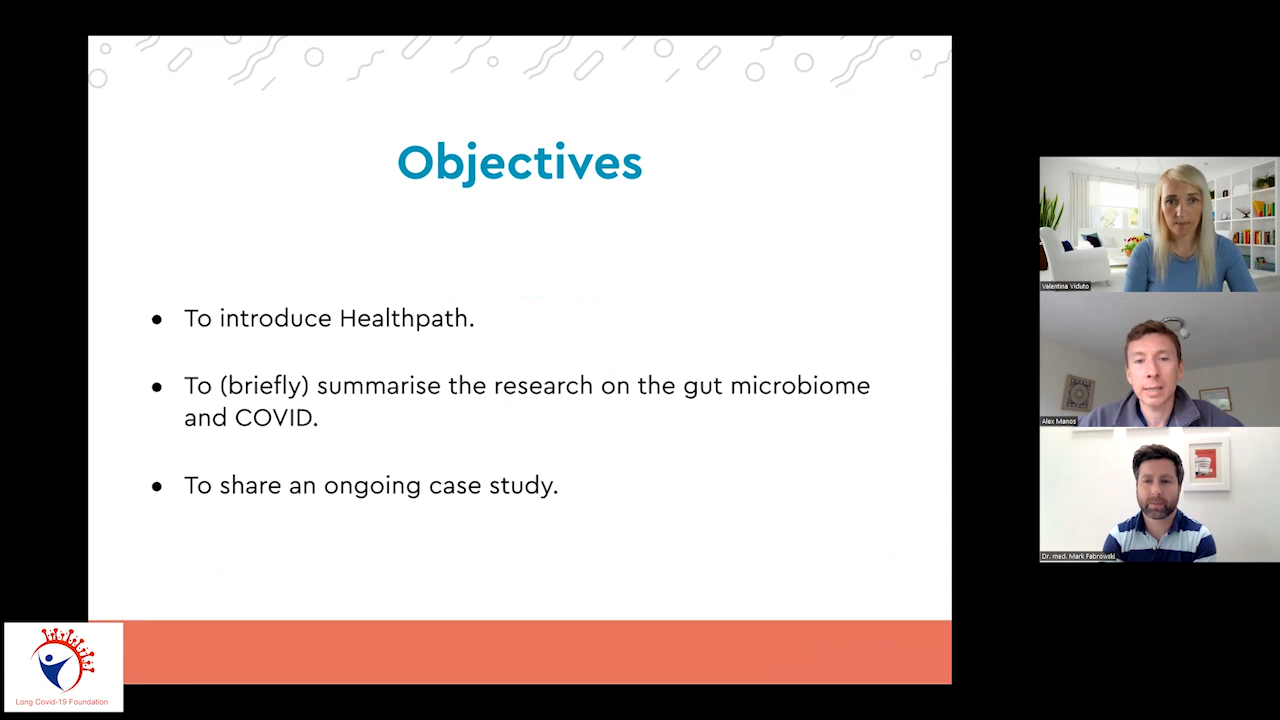 Objectives
● To introduce Healthpath.
● To (briefly) summarise the research on the gut microbiome
and COVID.
● To share an ongoing case study.
Valentina Viduto
Alex Manos
Dr. med. Mark Fabrowski
Long Covid-19 Foundation